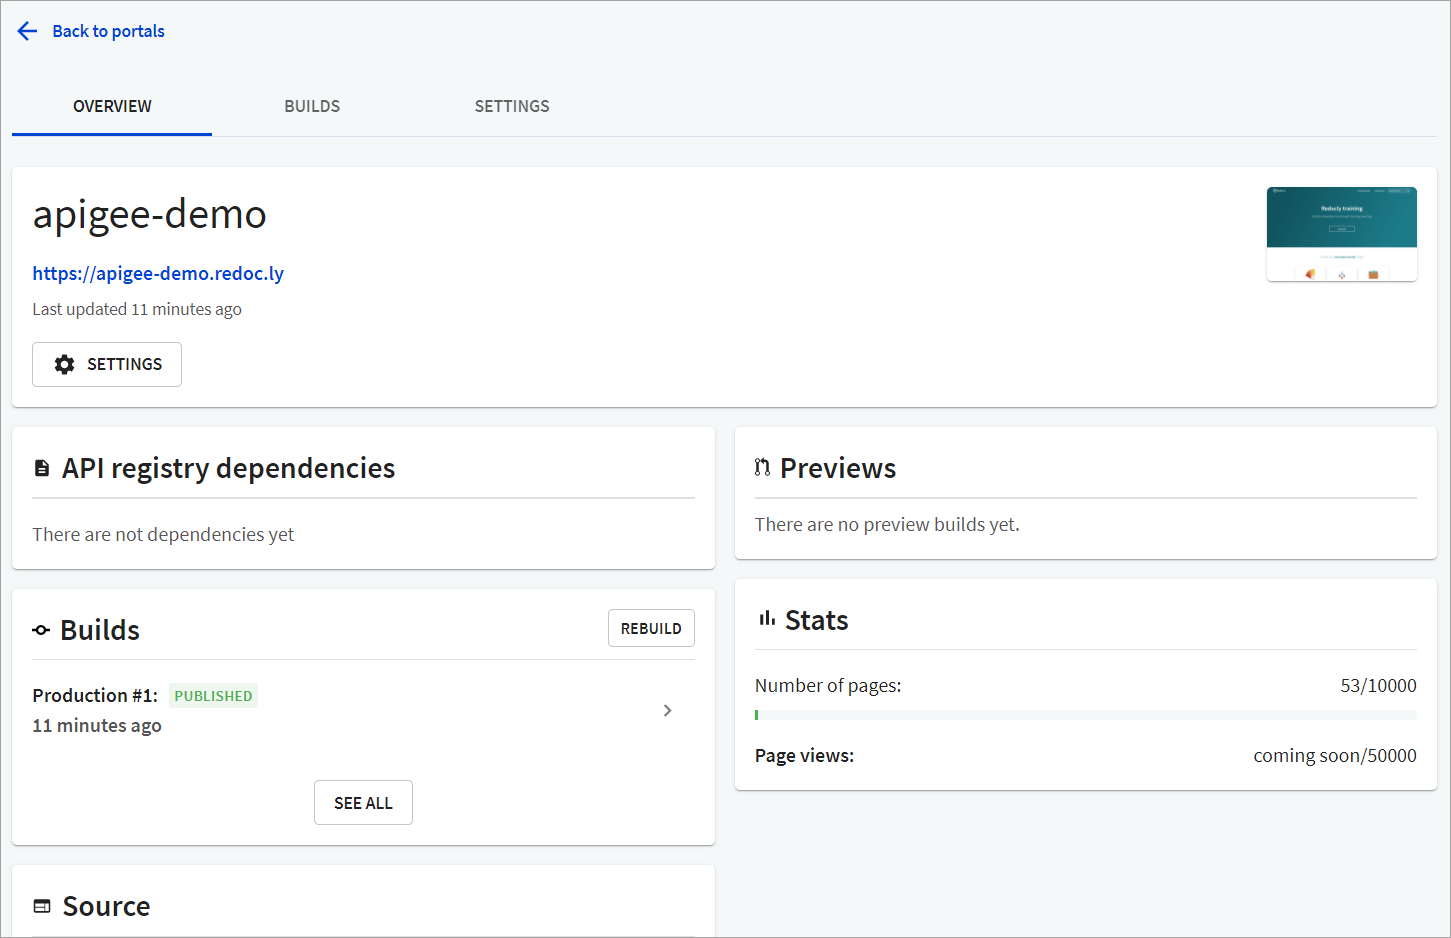 Back to portals
OVERVIEW BUILDS SETTINGS
apigee-demo
https://apigee-demo.redoc.ly
Last updated 11 minutes ago
SETTINGS
Redocly training
API registry dependencies
There are not dependencies yet
Previews
There are no preview builds yet.
Builds
REBUILD
Production #1: PUBLISHED
11 minutes ago
SEE ALL
Stats
Number of pages: 53/10000
Page views: coming soon/50000
Source